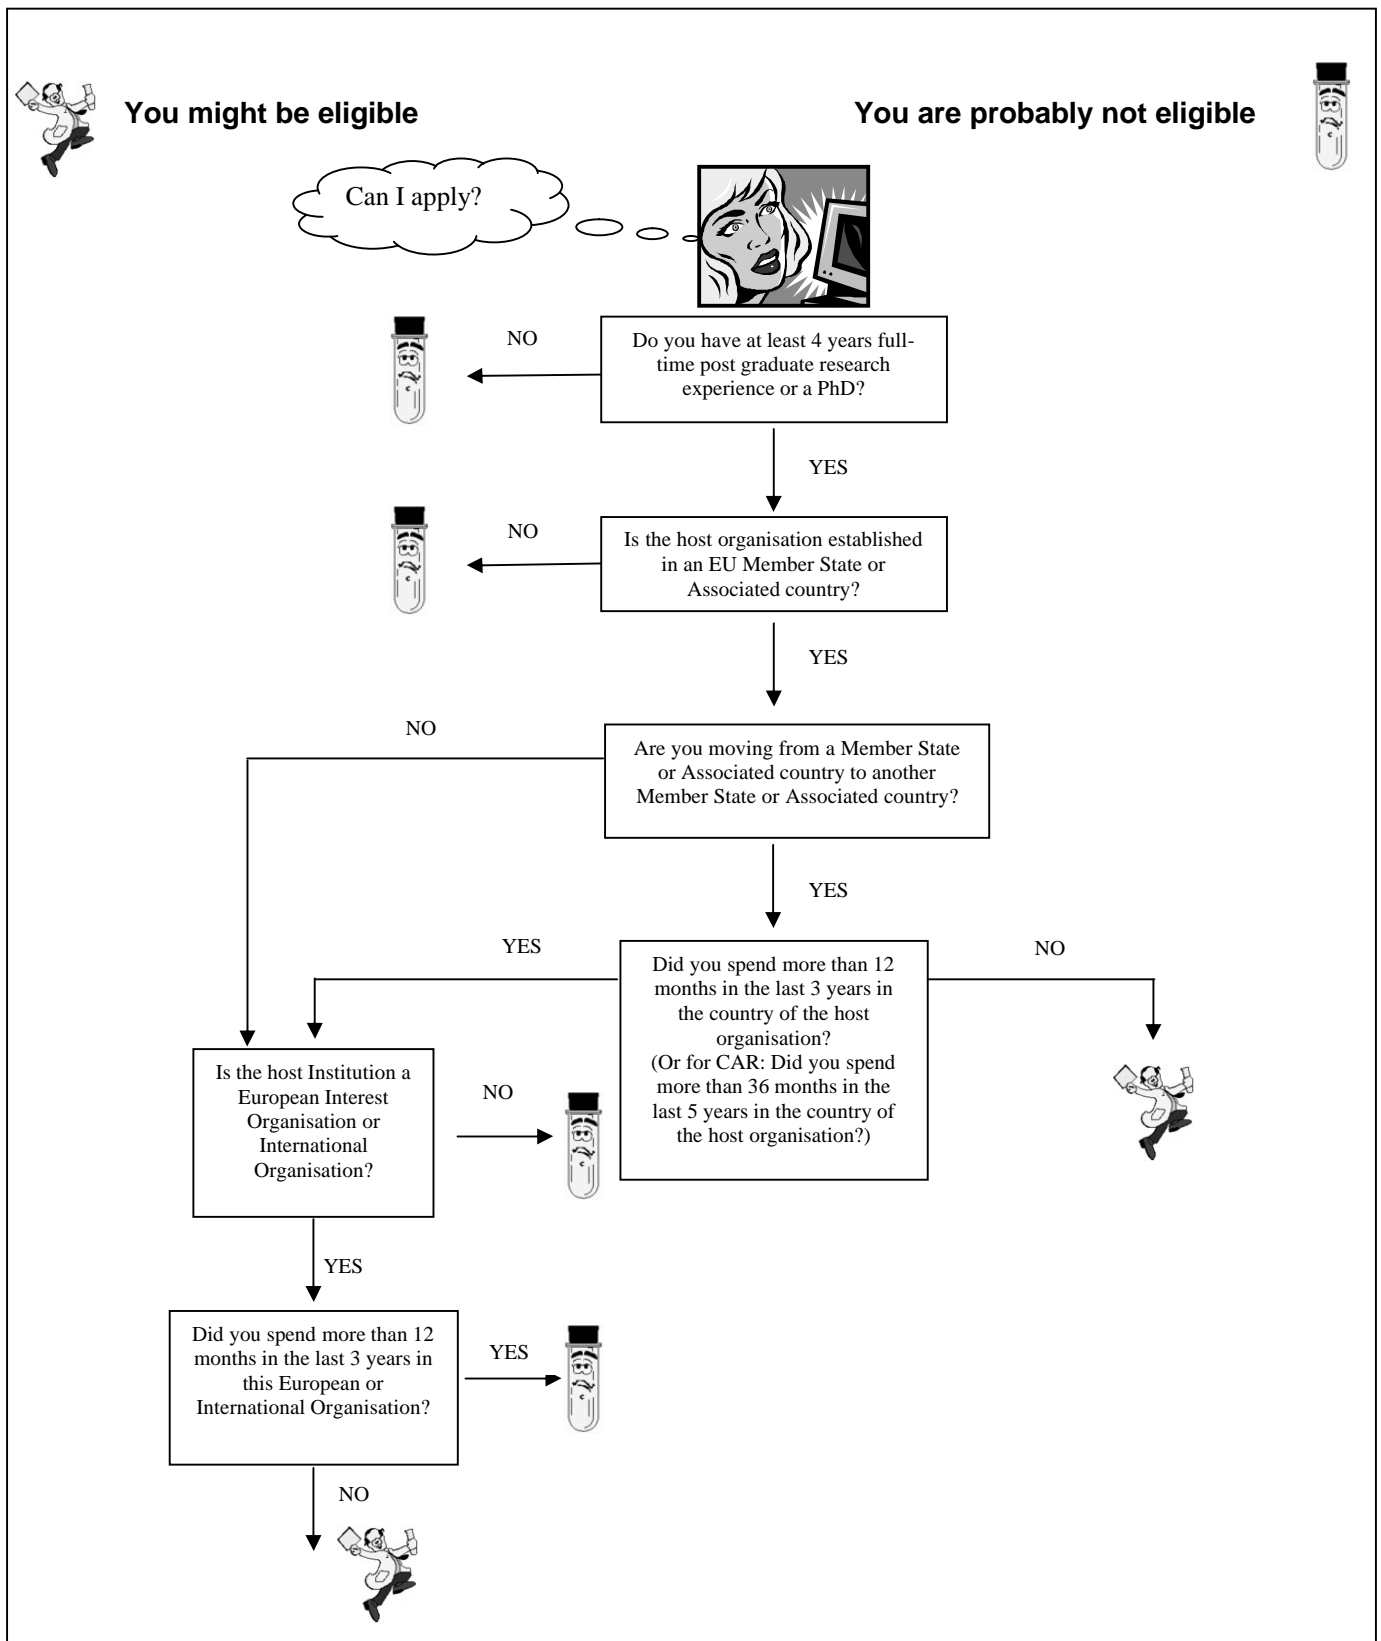 You might be eligible
You are probably not eligible
Can I apply?
NO
Do you have at least 4 years full-
time post graduate research
experience or a PhD?
YES
NO
Is the host organisation established
in an EU Member State or
Associated country?
YES
NO
Are you moving from a Member State
or Associated country to another
Member State or Associated country?
YES
YES
NO
Did you spend more than 12
months in the last 3 years in
the country of the host
organisation?
(Or for CAR: Did you spend
more than 36 months in the
last 5 years in the country of
the host organisation?)
Is the host Institution a
European Interest
Organisation or
International
Organisation?
NO
YES
Did you spend more than 12
months in the last 3 years in
this European or
International Organisation?
YES
NO